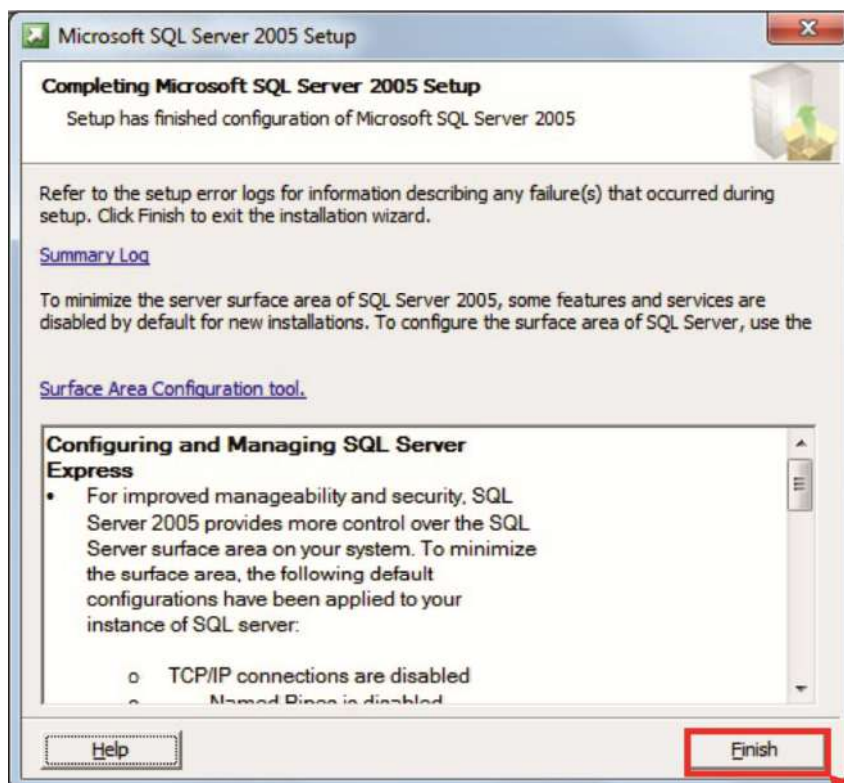 Microsoft SQL Server 2005 Setup
Completing Microsoft SQL Server 2005 Setup
Setup has finished configuration of Microsoft SQL Server 2005
Refer to the setup error logs for information describing any failure(s) that occurred during
setup. Click Finish to exit the installation wizard.
Summary Log
To minimize the server surface area of SQL Server 2005, some features and services are
disabled by default for new installations. To configure the surface area of SQL Server, use the
Surface Area Configuration tool.
Configuring and Managing SQL Server
Express
• For improved manageability and security, SQL
Server 2005 provides more control over the SQL
Server surface area on your system. To minimize
the surface area, the following default
configurations have been applied to your
instance of SQL server:
o TCP/IP connections are disabled
o Named Pipes is disabled
Help
Finish